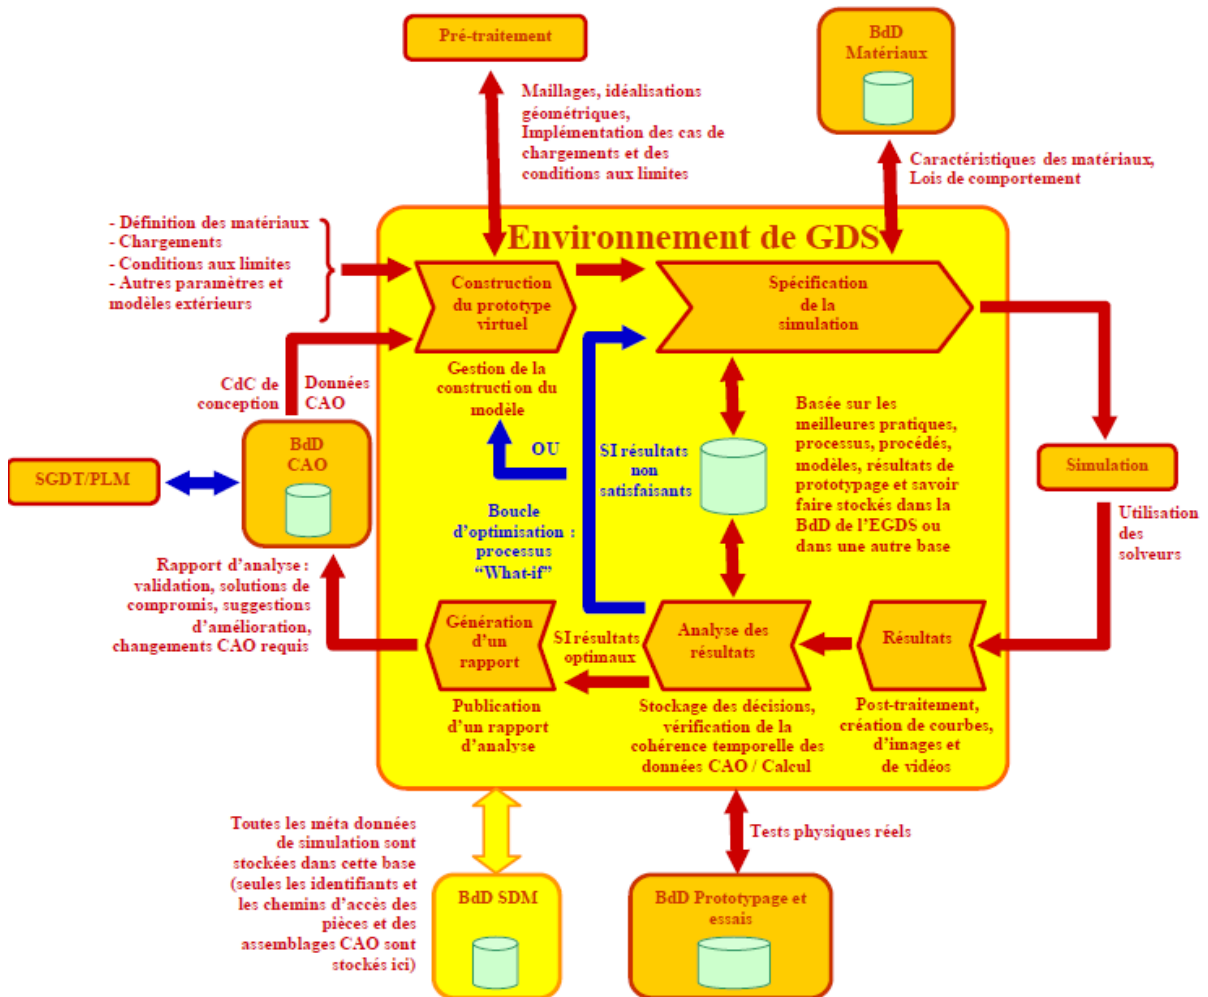 Pré-traitement
BdD
Matériaux
Maillages, idéalisations
géométriques,
Implémentation des cas de
chargements et des
conditions aux limites
Caractéristiques des matériaux,
Lois de comportement
- Définition des matériaux
- Chargements
- Conditions aux limites
- Autres paramètres et
modèles extérieurs
Environnement de GDS
Construction
du prototype
virtuel
Spécification
de la
simulation
Gestion de la
construction du
modèle
CdC de
conception
Données
CAO
BdD
CAO
SGDT/PLM
OU
SI résultats
non
satisfaisants
Boucle
d’optimisation :
processus
“What-if”
Basée sur les
meilleures pratiques,
processus, procédés,
modèles, résultats de
prototypage et savoir
faire stockés dans la
BdD de l’EGDS ou
dans une autre base
Simulation
Utilisation
des
solveurs
Rapport d’analyse :
validation, solutions de
compromis, suggestions
d’amélioration,
changements CAO requis
Génération
d’un
rapport
SI résultats
optimaux
Analyse des
résultats
Résultats
Publication
d’un rapport
d’analyse
Stockage des décisions,
vérification de la
cohérence temporelle des
données CAO / Calcul
Post-traitement,
création de courbes,
d’images et
de vidéos
Toutes les méta données
de simulation sont
stockées dans cette base
(seules les identifiants et
les chemins d’accès des
pièces et des
assemblages CAO sont
stockés ici)
BdD SDM
Tests physiques réels
BdD Prototypage et
essais